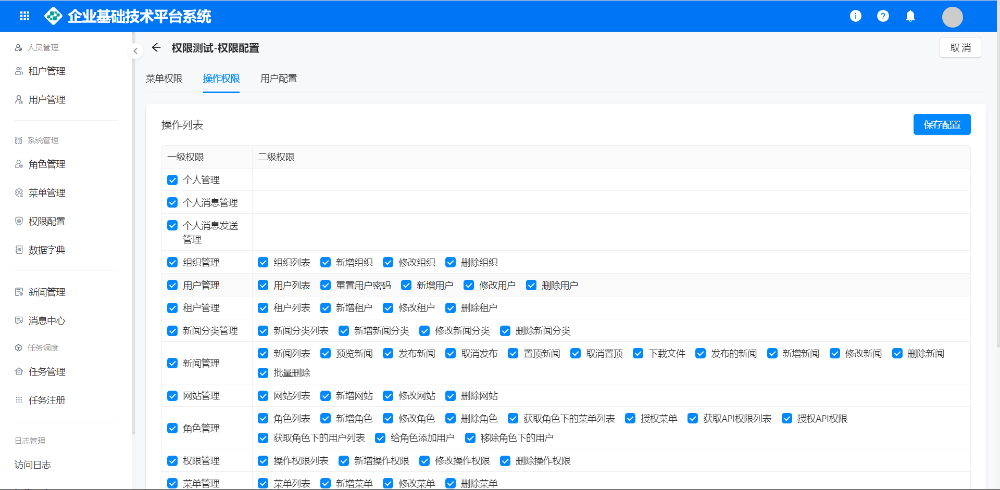 企业基础技术平台系统
人员管理
租户管理
用户管理
系统管理
角色管理
菜单管理
权限配置
数据字典
新闻管理
消息中心
任务调度
任务管理
任务注册
日志管理
访问日志
权限测试-权限配置
取 消
菜单权限 操作权限 用户配置
操作列表
保存配置
一级权限 二级权限
个人管理
个人消息管理
个人消息发送
管理
组织管理 组织列表 新增组织 修改组织 删除组织
用户管理 用户列表 重置用户密码 新增用户 修改用户 删除用户
租户管理 租户列表 新增租户 修改租户 删除租户
新闻分类管理 新闻分类列表 新增新闻分类 修改新闻分类 删除新闻分类
新闻管理 新闻列表 预览新闻 发布新闻 取消发布 置顶新闻 取消置顶 下载文件 发布的新闻 新增新闻 修改新闻 删除新闻
批量删除
网站管理 网站列表 新增网站 修改网站 删除网站
角色管理 角色列表 新增角色 修改角色 删除角色 获取角色下的菜单列表 授权菜单 获取API权限列表 授权API权限
获取角色下的用户列表 给角色添加用户 移除角色下的用户
权限管理 操作权限列表 新增操作权限 修改操作权限 删除操作权限
菜单管理 菜单列表 新增菜单 修改菜单 删除菜单